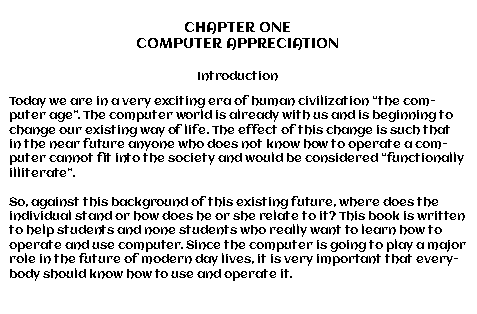 CHAPTER ONE
COMPUTER APPRECIATION
Introduction
Today we are in a very exciting era of human civilization "the com-
puter age". The computer world is already with us and is beginning to
change our existing way of life. The effect of this change is such that
in the near future anyone who does not know how to operate a com-
puter cannot fit into the society and would be considered "functionally
illiterate".
So, against this background of this existing future, where does the
individual stand or how does he or she relate to it? This book is written
to help students and none students who really want to learn how to
operate and use computer. Since the computer is going to play a major
role in the future of modern day lives, it is very important that every-
body should know how to use and operate it.